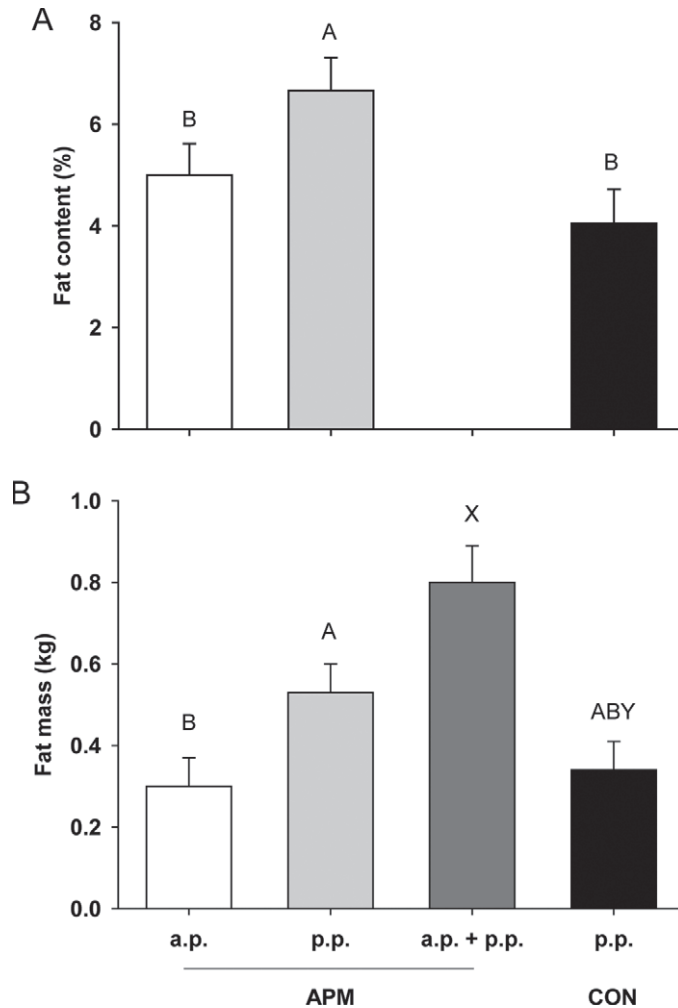 A
Fat content (%)
8
6
4
2
0
B
A
B
B
Fat mass (kg)
1.0
0.8
0.6
0.4
0.2
0.0
B
A
X
ABY
a.p. p.p. a.p. + p.p. p.p.
APM CON